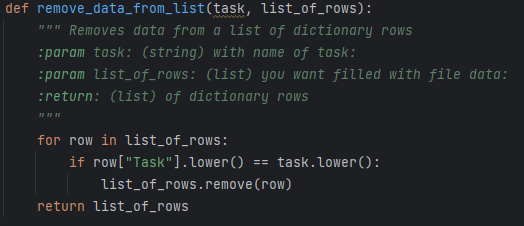 def remove_data_from_list(task, list_of_rows):
    """ Removes data from a list of dictionary rows
    :param task: (string) with name of task:
    :param list_of_rows: (list) you want filled with file data:
    :return: (list) of dictionary rows
    """
    for row in list_of_rows:
        if row["Task"].lower() == task.lower():
            list_of_rows.remove(row)
    return list_of_rows